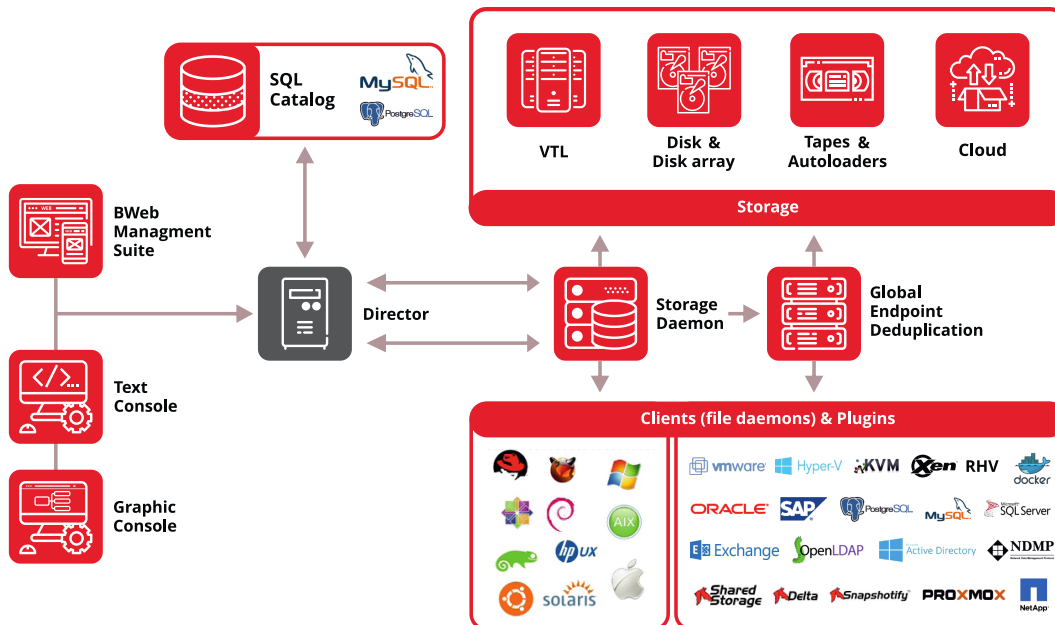 SQL
Catalog
MySQL
PostgreSQL
VTL
Disk &
Disk array
Tapes &
Autoloaders
Cloud
Storage
WEB
BWeb
Managment
Suite
Director
Storage
Daemon
Global
Endpoint
Deduplication
Text
Console
Graphic
Console
Clients (file daemons) & Plugins
AIX
hp UX
solaris
vmware
Hyper-V
KVM
Xen
RHV
docker
ORACLE
SAP
PostgreSQL
MySQL
Microsoft
SQL Server
Exchange
OpenLDAP
Active Directory
NDMP
Shared
Storage
Delta
Snapshotify
PROXMOX
NetApp